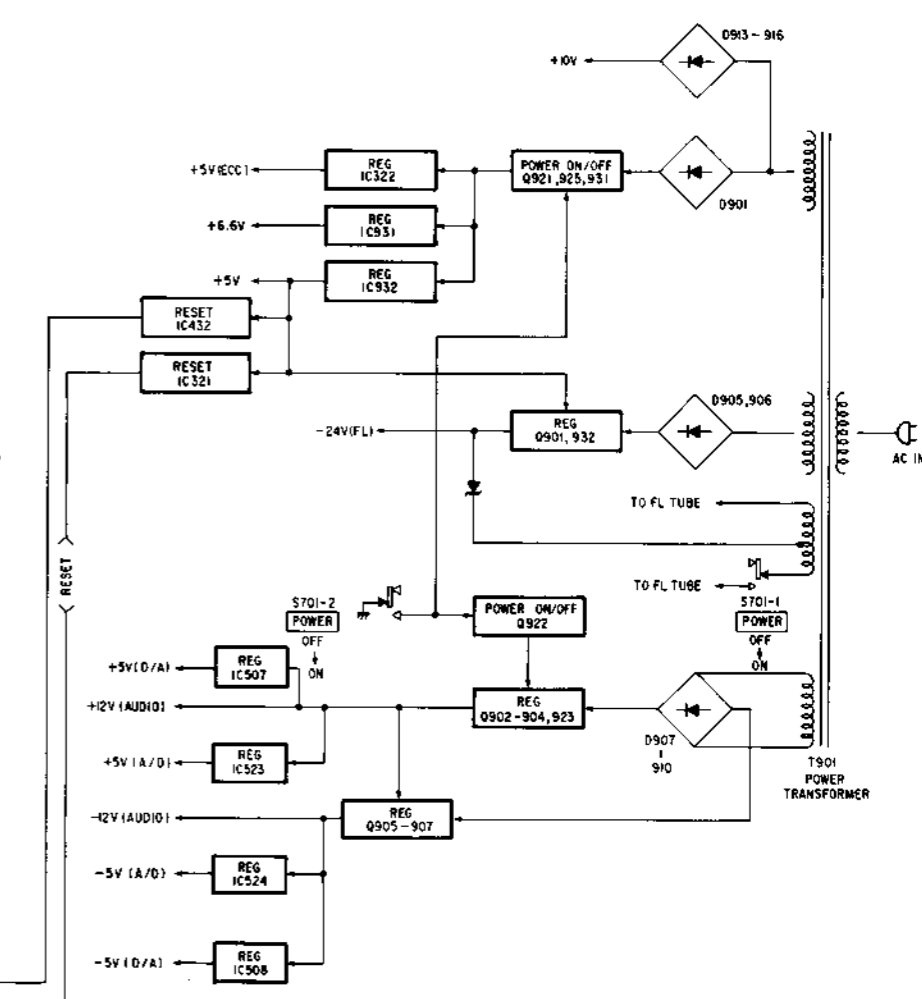 D913-916
+10V
+5V(ECC)
REG
IC322
POWER ON/OFF
Q921,925,931
D901
+6.6V
REG
IC931
+5V
REG
IC932
RESET
IC432
RESET
IC321
D905,906
-24V(FL)
REG
Q901,932
AC IN
TO FL TUBE
RESET
TO FL TUBE
S701-2
POWER
OFF
ON
POWER ON/OFF
Q922
S701-1
POWER
OFF
ON
+5V(D/A)
REG
IC507
+12V(AUDIO)
REG
Q902-904,923
D907
910
+5V(A/D)
REG
IC523
T901
POWER
TRANSFORMER
-12V(AUDIO)
REG
Q905-907
-5V (A/D)
REG
IC524
-5V(D/A)
REG
IC508